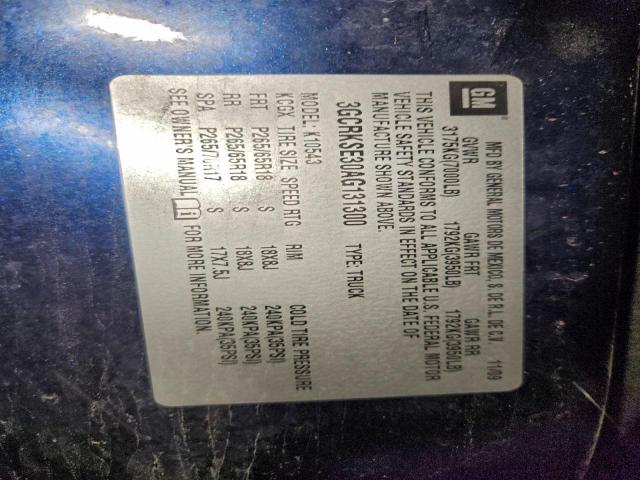 GM
MFD BY GENERAL MOTORS DE MEXICO, S. DE R.L. DE C.V. 11/09
GVWR GAWR FRT GAWR RR
3175KG(7000LB) 1792KG(3950LB) 1792KG(3950LB)
THIS VEHICLE CONFORMS TO ALL APPLICABLE U.S. FEDERAL MOTOR
VEHICLE SAFETY STANDARDS IN EFFECT ON THE DATE OF
MANUFACTURE SHOWN ABOVE.
3GCRKSE30AG131300 TYPE: TRUCK
MODEL: K10543
KCGX TIRE SIZE SPEED RTG RIM COLD TIRE PRESSURE
FRT P265/65R18 S 18X8J 240KPA(35PSI)
RR P265/65R18 S 18X8J 240KPA(35PSI)
SPA P265/70R17 S 17X7.5J 240KPA(35PSI)
SEE OWNER'S MANUAL FOR MORE INFORMATION.